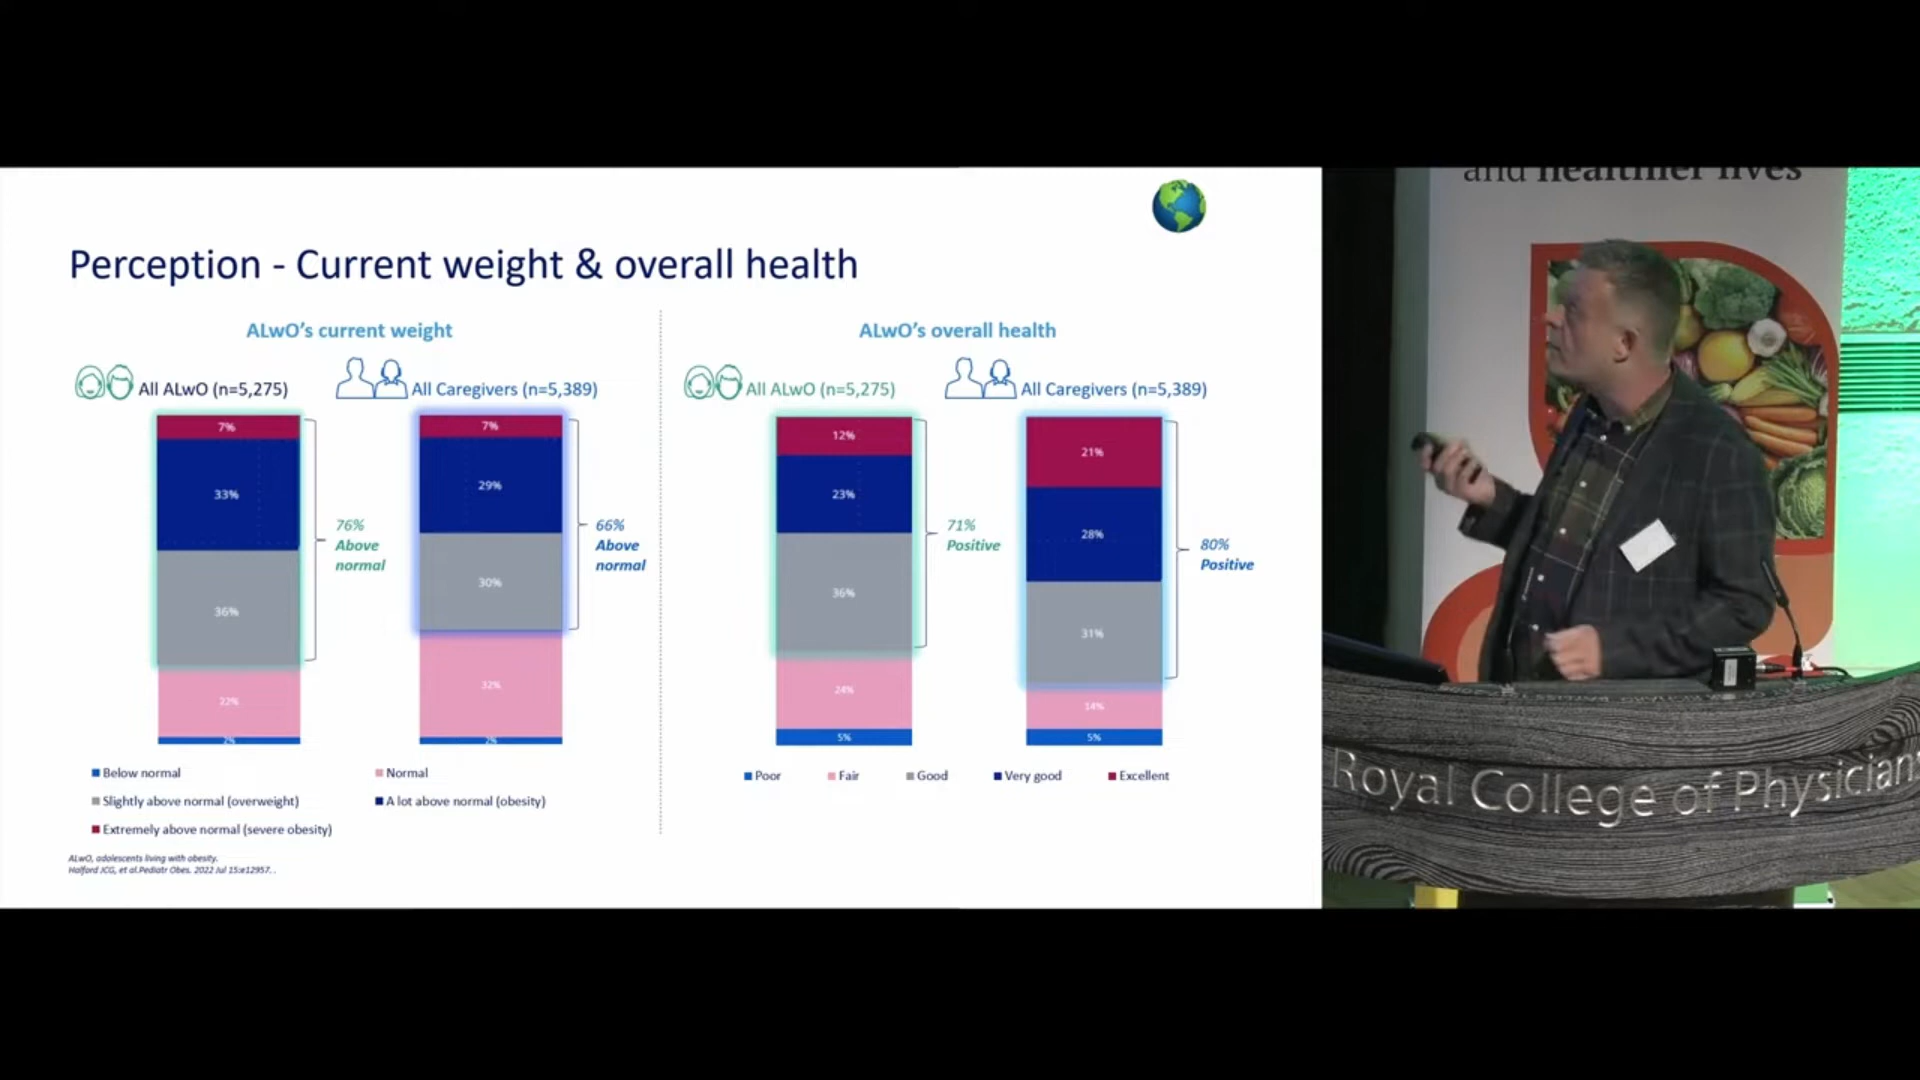 Perception - Current weight & overall health
ALwO's current weight
All ALwO (n=5,275)
All Caregivers (n=5,389)
7%
33%
36%
22%
2%
76%
Above
normal
7%
29%
30%
32%
2%
66%
Above
normal
Below normal
Normal
Slightly above normal (overweight)
A lot above normal (obesity)
Extremely above normal (severe obesity)
ALwO's overall health
All ALwO (n=5,275)
All Caregivers (n=5,389)
12%
23%
36%
24%
5%
71%
Positive
21%
28%
31%
14%
5%
80%
Positive
Poor
Fair
Good
Very good
Excellent
ALwO, adolescents living with obesity.
Halford JCG, et al.Pediatr Obes. 2022 Jul 15:e12957. .
and healthier lives
Royal College of Physicians